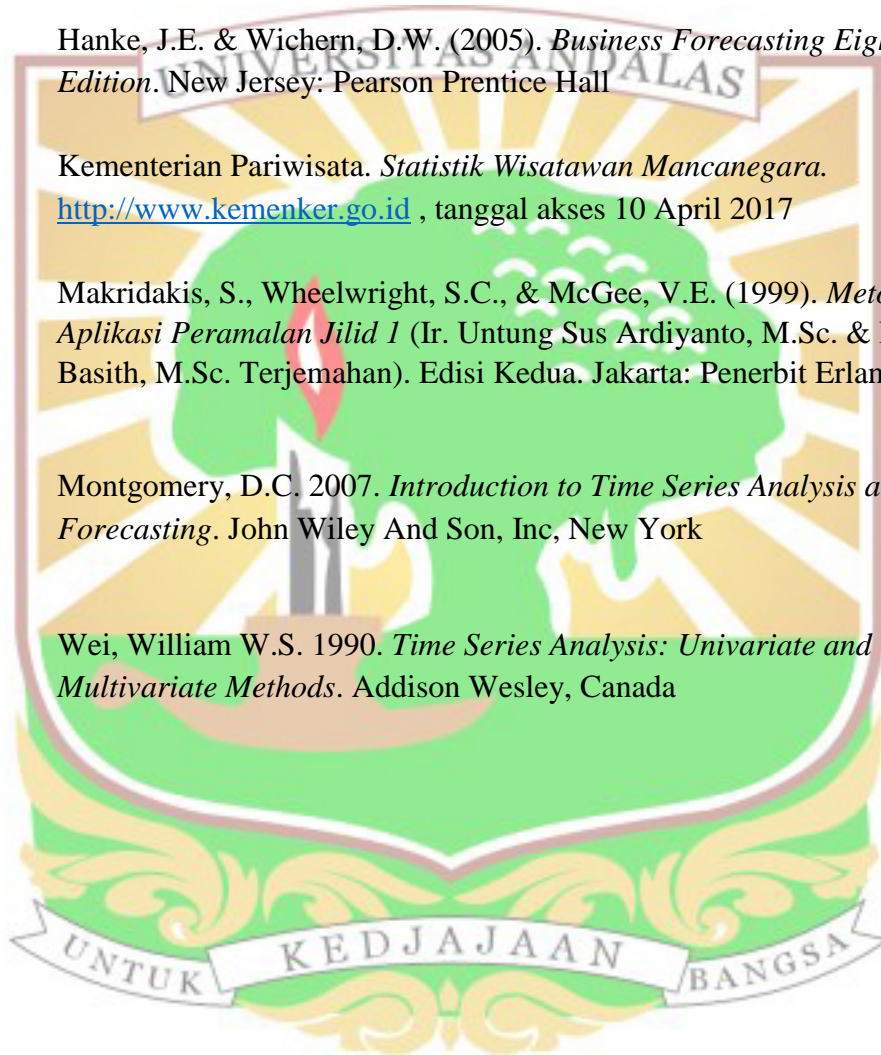 Hanke, J.E. & Wichern, D.W. (2005). Business Forecasting
Edition. New Jersey: Pearson Prentice Hall
UNIVERSITAS ANDALAS
Kementerian Pariwisata. Statistik Wisatawan Mancanegara.
http://www.kemenker.go.id , tanggal akses 10 April 2017
Makridakis, S., Wheelwright, S.C., & McGee, V.E. (1999).
Aplikasi Peramalan Jilid 1 (Ir. Untung Sus Ardiyanto, M.Sc. &
Basith, M.Sc. Terjemahan). Edisi Kedua. Jakarta: Penerbit
Montgomery, D.C. 2007. Introduction to Time Series Analysis
Forecasting. John Wiley And Son, Inc, New York
Wei, William W.S. 1990. Time Series Analysis: Univariate and
Multivariate Methods. Addison Wesley, Canada
UNTUK KEDJAJAAN BANGSA